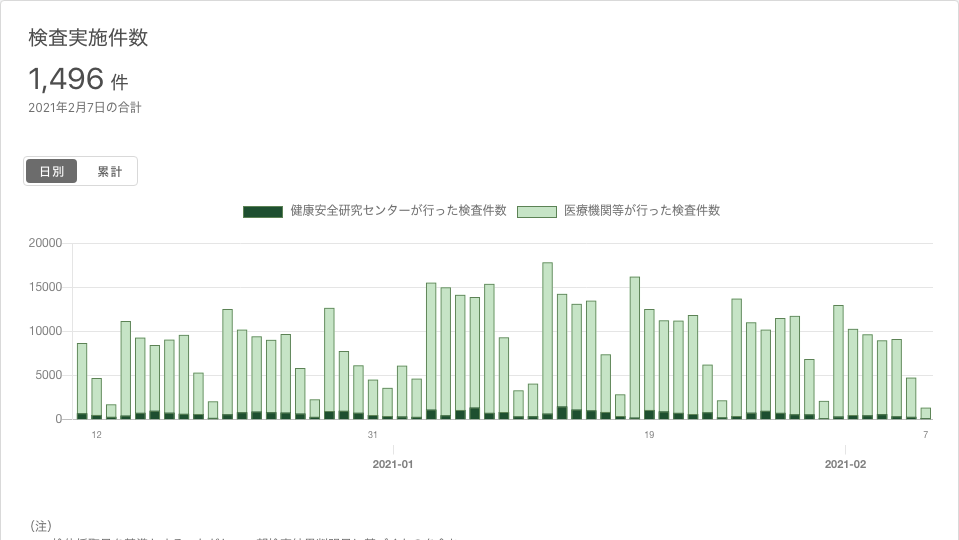 検査実施件数
1,496 件
2021年2月7日の合計
日別 累計
健康安全研究センターが行った検査件数 医療機関等が行った検査件数
20000
15000
10000
5000
0
12 31 19 7
2021-01 2021-02
（注）